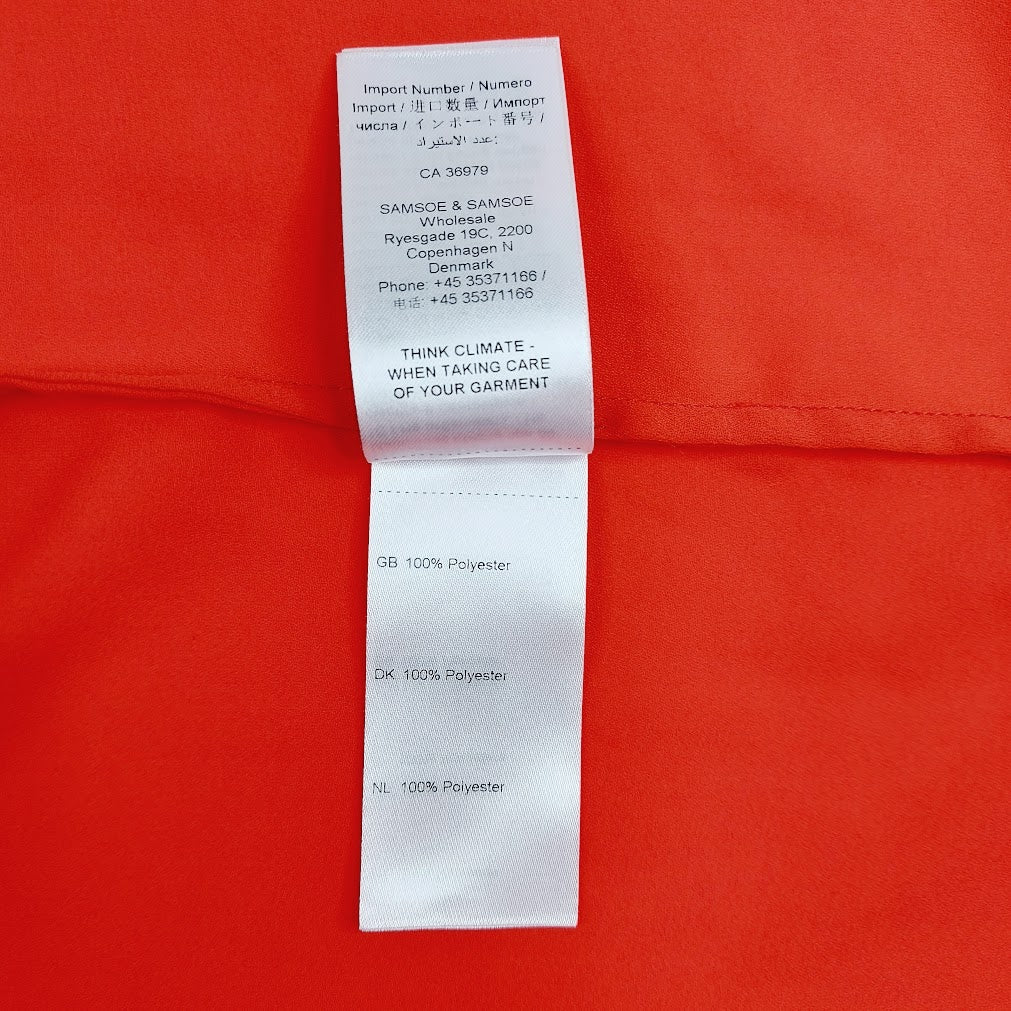 Import Number / Numero
Import / 进口数量 / Импорт
числа / インポート番号 /
عدد الاستيراد:
CA 36979
SAMSOE & SAMSOE
Wholesale
Ryesgade 19C, 2200
Copenhagen N
Denmark
Phone: +45 35371166 /
电话: +45 35371166
THINK CLIMATE -
WHEN TAKING CARE
OF YOUR GARMENT
GB 100% Polyester
DK 100% Polyester
NL 100% Polyester